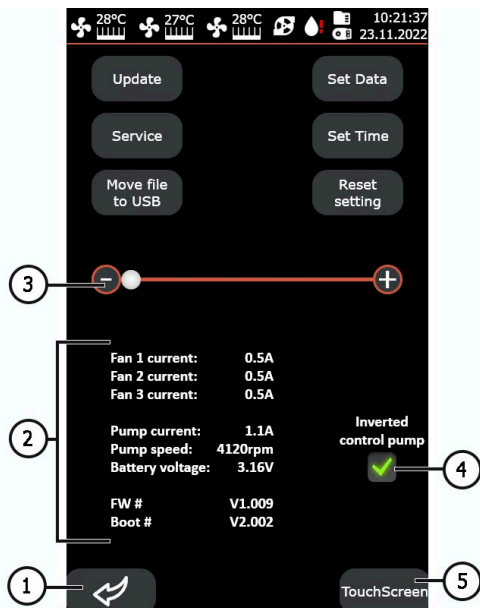 28°C 27°C 28°C 10:21:37
23.11.2022
Update Set Data
Service Set Time
Move file
to USB
Reset
setting
3
Fan 1 current: 0.5A
Fan 2 current: 0.5A
Fan 3 current: 0.5A
2
Pump current: 1.1A
Pump speed: 4120rpm
Battery voltage: 3.16V
Inverted
control pump
4
FW # V1.009
Boot # V2.002
1
TouchScreen
5